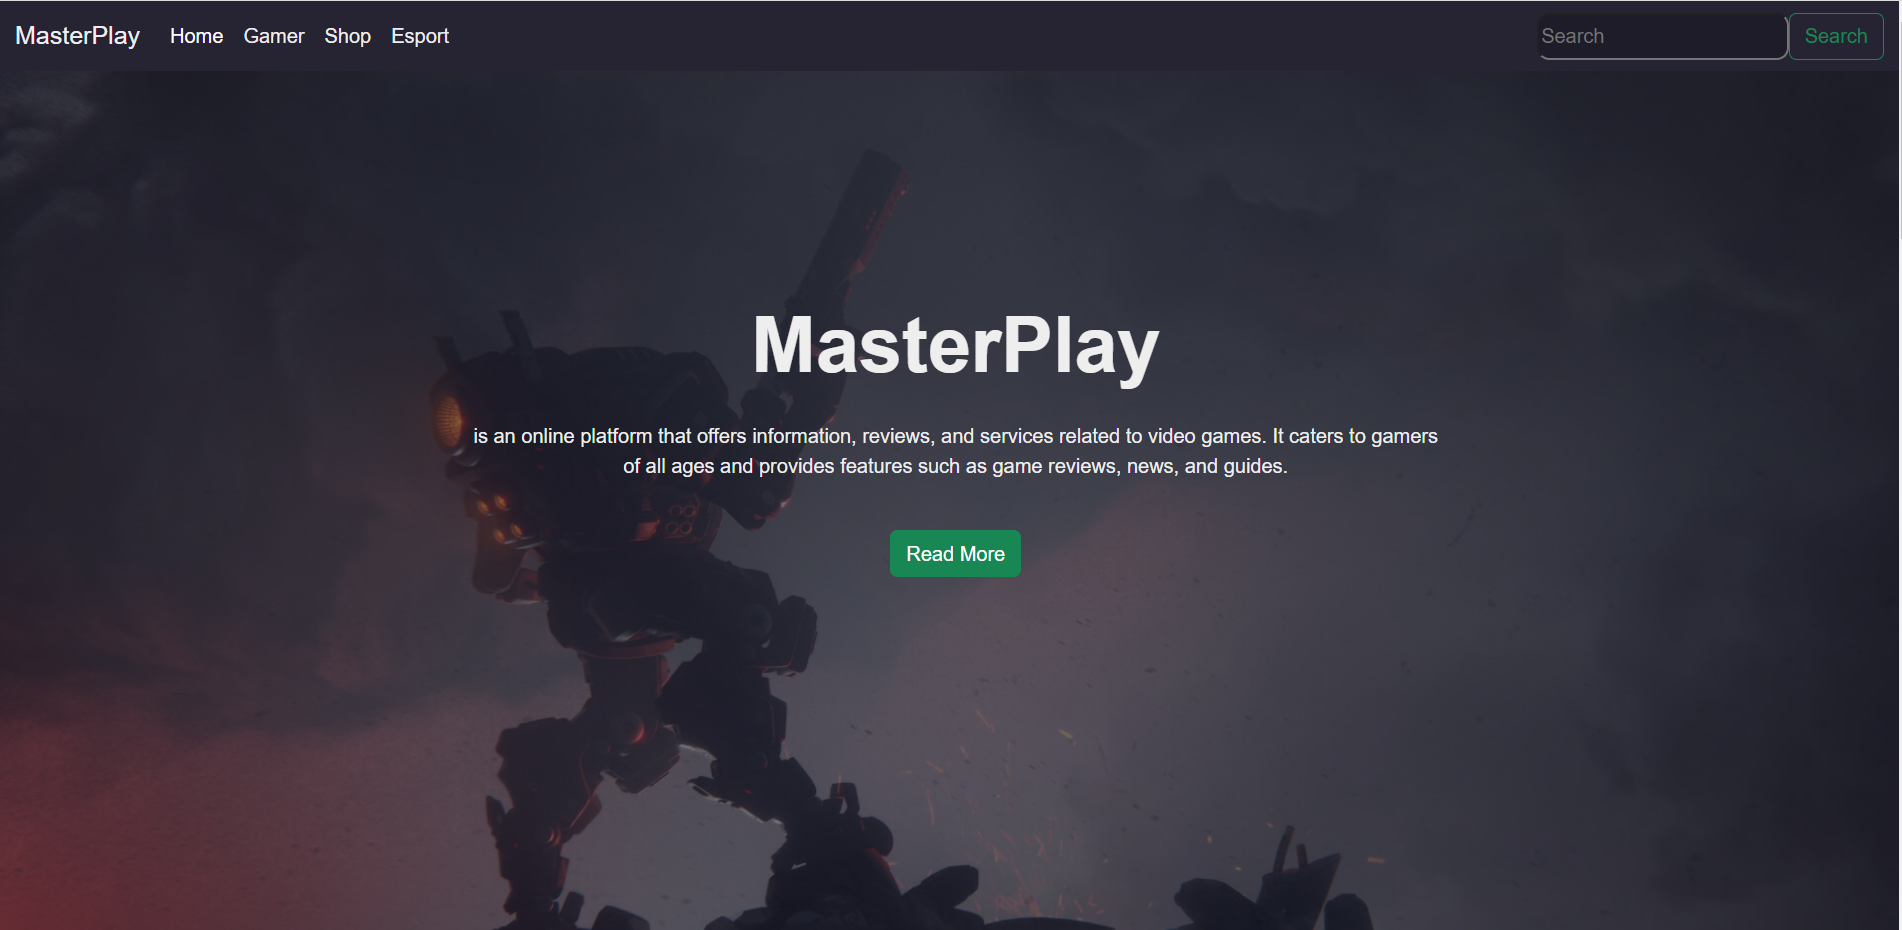 MasterPlay Home Gamer Shop Esport Search Search
MasterPlay
is an online platform that offers information, reviews, and services related to video games. It caters to gamers
of all ages and provides features such as game reviews, news, and guides.
Read More